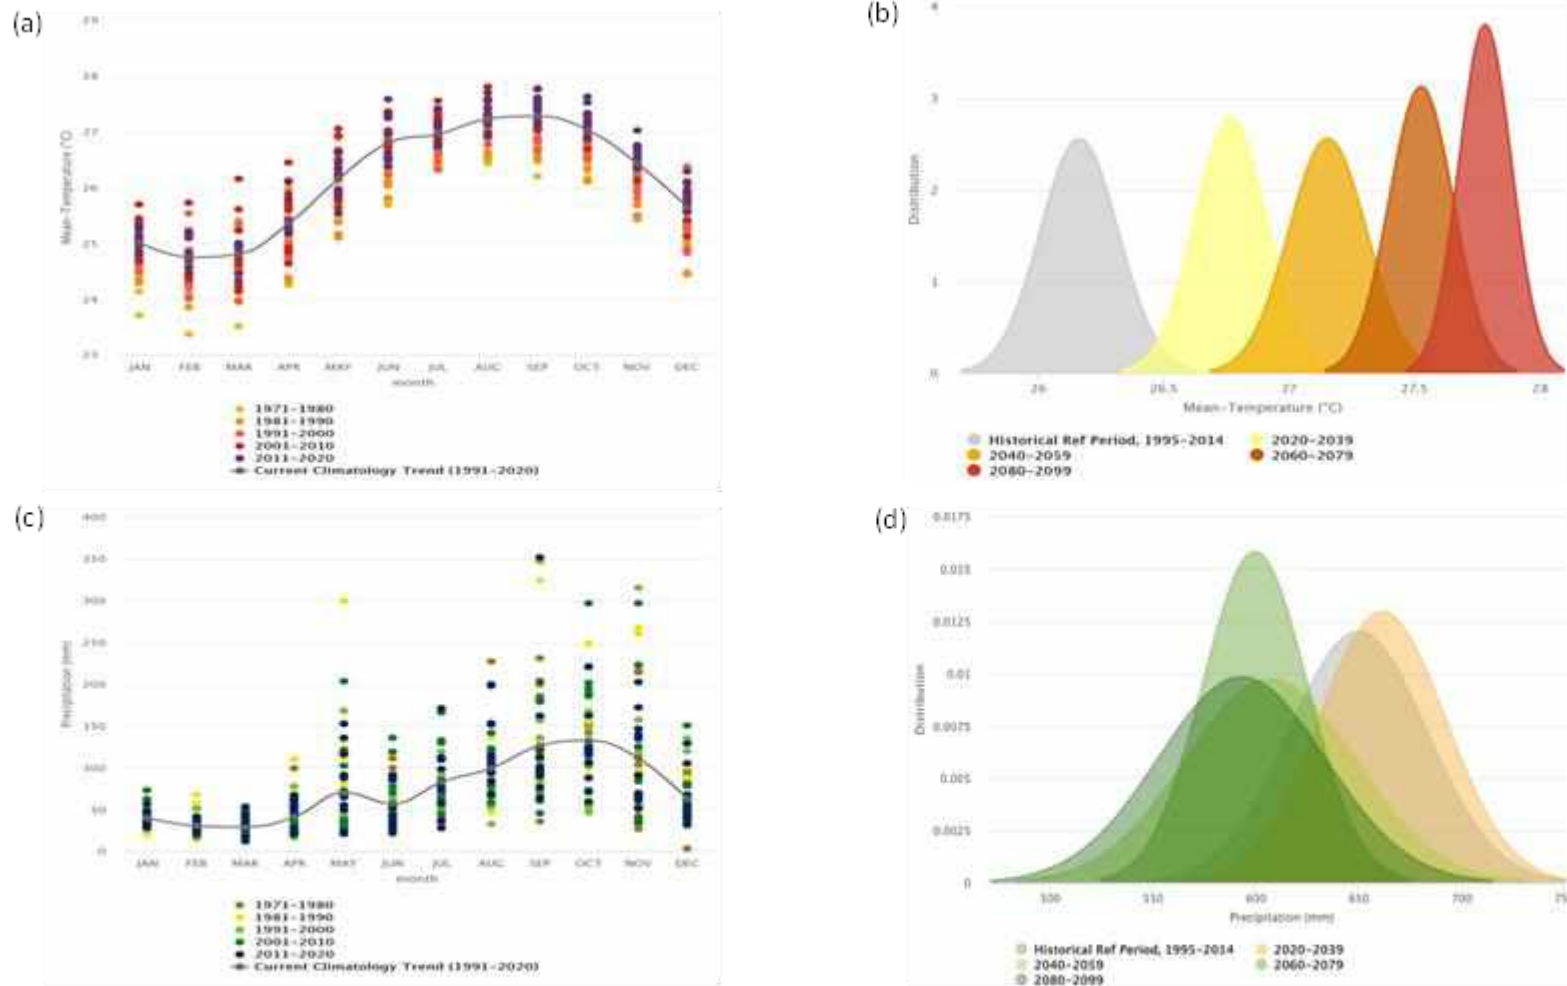 (a)
29
28
27
26
25
24
23
Mean-Temperature (°C)
JAN FEB MAR APR MAY JUN JUL AUG SEP OCT NOV DEC
month
1971-1980
1981-1990
1991-2000
2001-2010
2011-2020
Current Climatology Trend (1991-2020)
(b)
4
3
2
1
0
Distribution
26 26.5 27 27.5 28
Mean-Temperature (°C)
Historical Ref Period, 1995-2014 2020-2039
2040-2059 2060-2079
2080-2099
(c)
400
350
300
250
200
150
100
50
0
Precipitation (mm)
JAN FEB MAR APR MAY JUN JUL AUG SEP OCT NOV DEC
month
1971-1980
1981-1990
1991-2000
2001-2010
2011-2020
Current Climatology Trend (1991-2020)
(d)
0.0175
0.015
0.0125
0.01
0.0075
0.005
0.0025
0
Distribution
500 550 600 650 700
Precipitation (mm)
Historical Ref Period, 1995-2014 2020-2039
2040-2059 2060-2079
2080-2099